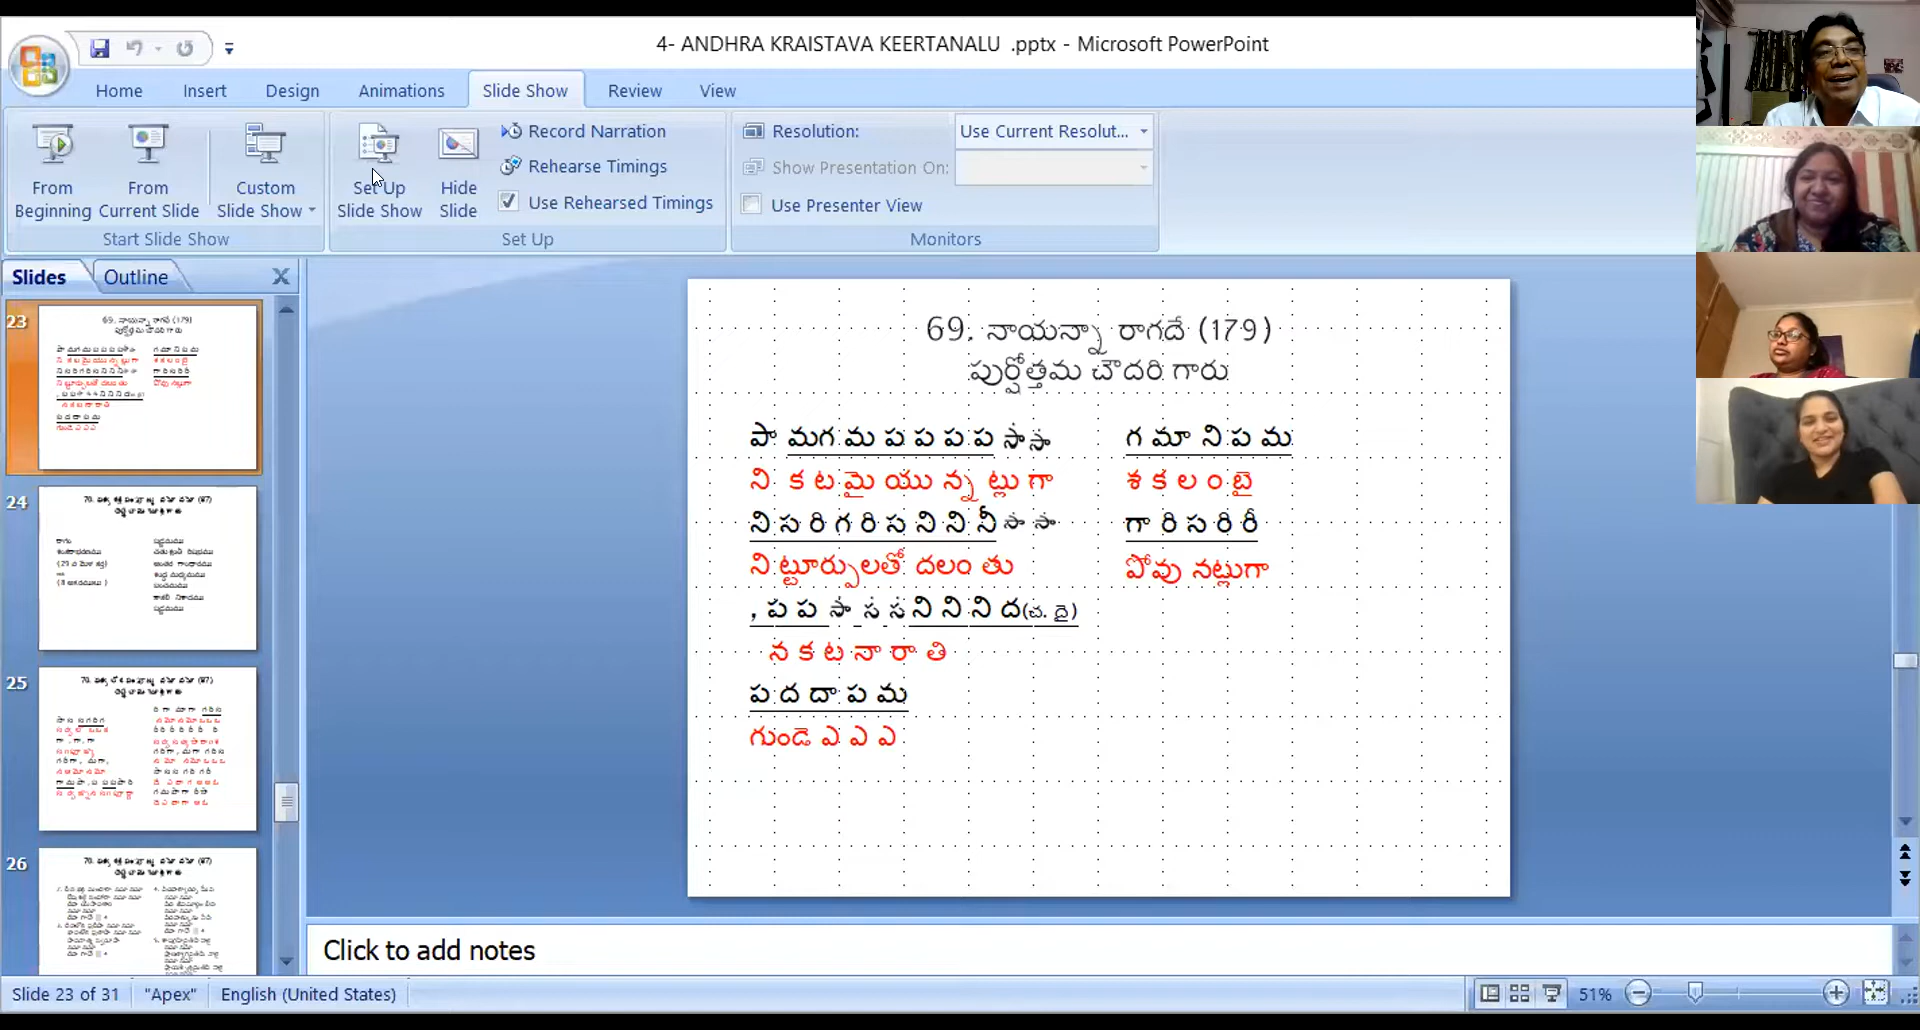 4- ANDHRA KRAISTAVA KEERTANALU .pptx - Microsoft PowerPoint
Home Insert Design Animations Slide Show Review View
From Beginning
From Current Slide
Custom Slide Show
Start Slide Show
Set Up Slide Show
Hide Slide
Record Narration
Rehearse Timings
Use Rehearsed Timings
Set Up
Resolution: Use Current Resolut...
Show Presentation On:
Use Presenter View
Monitors
Slides Outline
23
24
25
26
69. నాయన్నా రాగదే (179)
పుర్షోత్తమ చౌదరి గారు
పా మగ మ ప ప ప ప సా సా
ని క ట మై యు న్న ట్లు గా
ని స రి గ రి స ని ని నీ సా సా
ని ట్టూర్పులతో దలం తు
, ప ప సా స స ని ని ని ద (చ. దై)
న క ట నా రా తి
ప ద దా ప మ
గుండె ఎ ఎ ఎ
గ మా ని ప మ
శ క ల ం టై
గా రి స రి రీ
పోవు నట్లుగా
Click to add notes
Slide 23 of 31 "Apex" English (United States) 51%